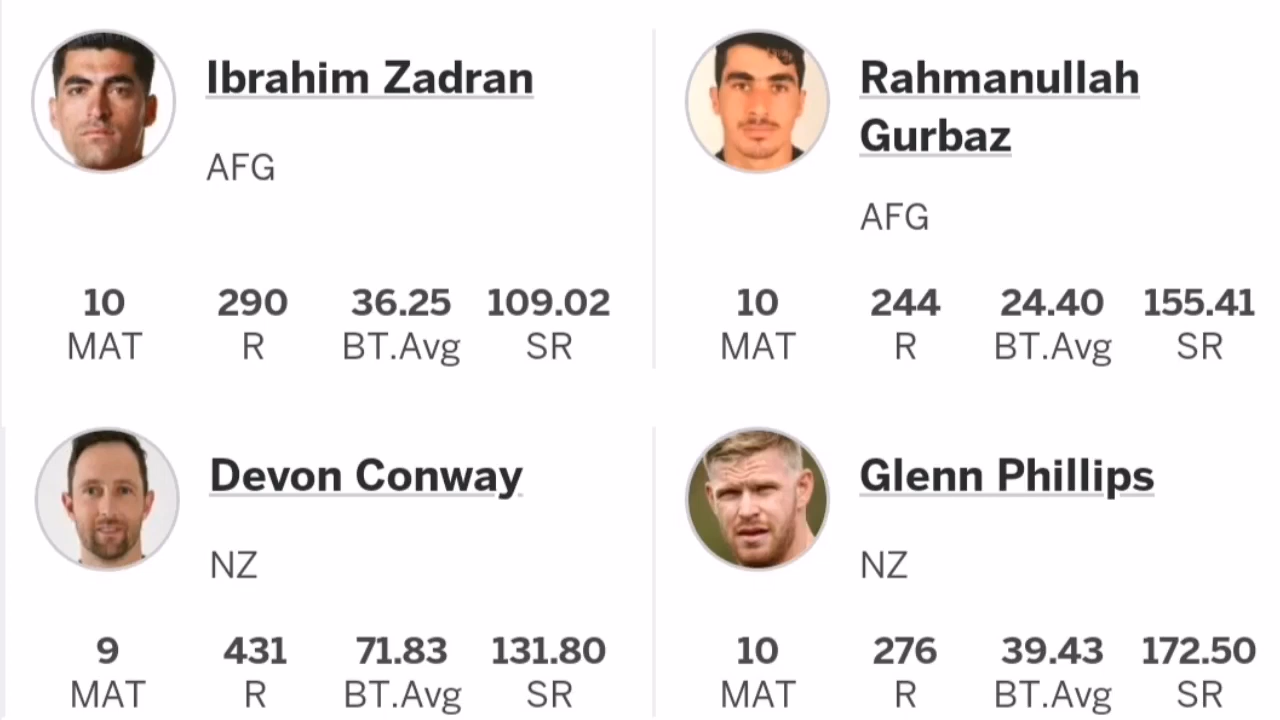 Ibrahim Zadran
AFG
10 290 36.25 109.02
MAT R BT.Avg SR
Rahmanullah
Gurbaz
AFG
10 244 24.40 155.41
MAT R BT.Avg SR
Devon Conway
NZ
9 431 71.83 131.80
MAT R BT.Avg SR
Glenn Phillips
NZ
10 276 39.43 172.50
MAT R BT.Avg SR